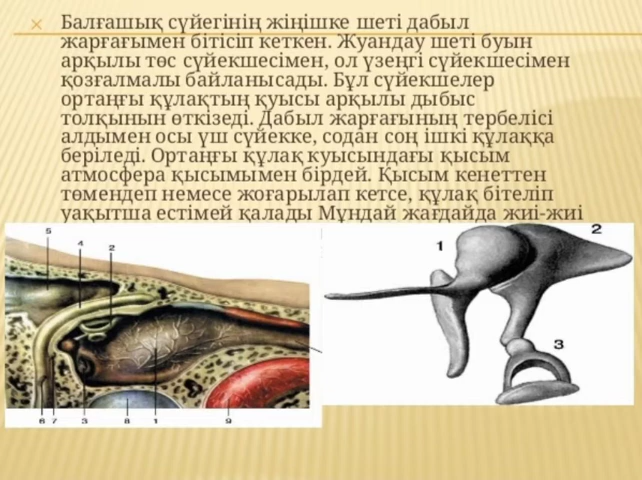 Балғашық сүйегінің жіңішке шеті дабыл
жарғағымен бітісіп кеткен. Жуандау шеті буын
арқылы төс сүйекшесімен, ол үзеңгі сүйекшесімен
қозғалмалы байланысады. Бұл сүйекшелер
ортаңғы құлақтың қуысы арқылы дыбыс
толқынын өткізеді. Дабыл жарғағының тербелісі
алдымен осы үш сүйекке, содан соң ішкі құлаққа
беріледі. Ортаңғы құлақ куысындағы қысым
атмосфера қысымымен бірдей. Қысым кенеттен
төмендеп немесе жоғарылап кетсе, құлақ бітеліп
уақытша естімей қалады Мұндай жағдайда жиі-жиі
5 4 2
6 7 3 8 1 9
1 2
3